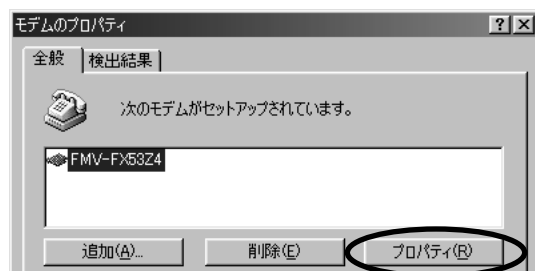 モデムのプロパティ
全般
検出結果
次のモデムがセットアップされています。
FMV-FX53Z4
追加(A)...
削除(E)
プロパティ(R)